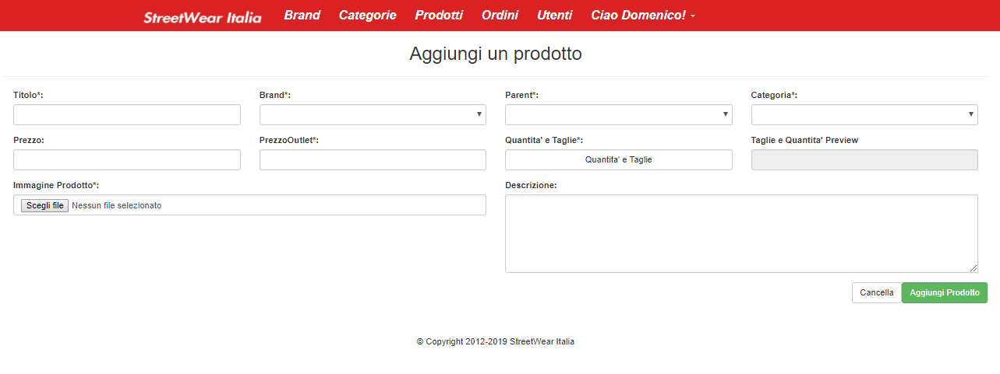 StreetWear Italia Brand Categorie Prodotti Ordini Utenti Ciao Domenico!
Aggiungi un prodotto
Titolo*: Brand*: Parent*: Categoria*:
Prezzo: PrezzoOutlet*: Quantita' e Taglie*: Taglie e Quantita' Preview
Quantita' e Taglie
Immagine Prodotto*: Descrizione:
Scegli file Nessun file selezionato
Cancella Aggiungi Prodotto
© Copyright 2012-2019 StreetWear Italia